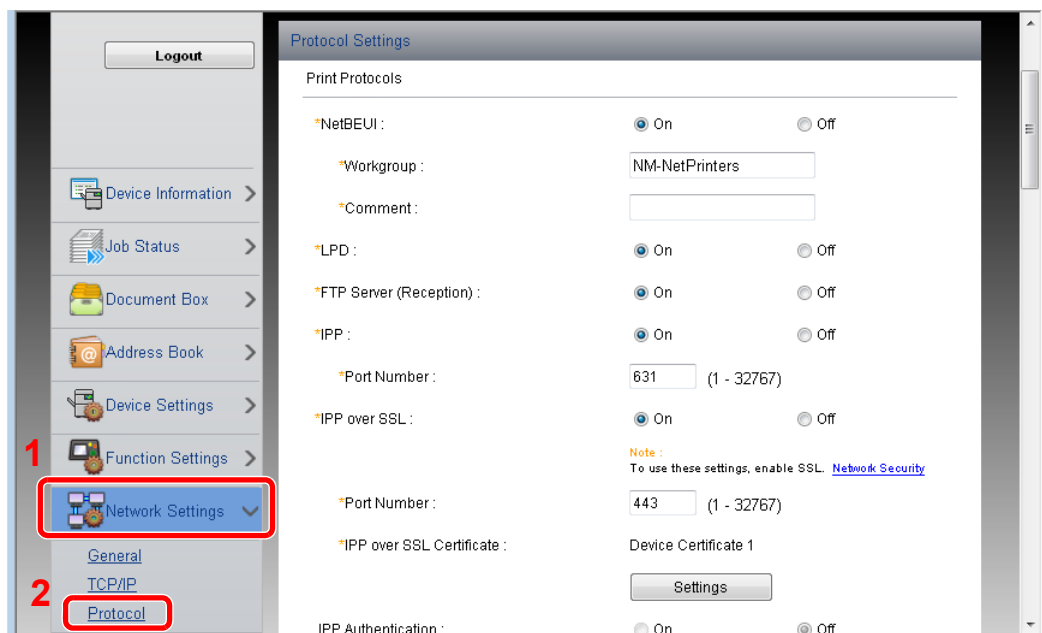 Logout
Device Information
Job Status
Document Box
Address Book
Device Settings
1
Function Settings
Network Settings
General
TCP/IP
2
Protocol
Protocol Settings
Print Protocols
*NetBEUI : On Off
*Workgroup : NM-NetPrinters
*Comment :
*LPD : On Off
*FTP Server (Reception) : On Off
*IPP : On Off
*Port Number : 631 (1 - 32767)
*IPP over SSL : On Off
Note :
To use these settings, enable SSL. Network Security
*Port Number : 443 (1 - 32767)
*IPP over SSL Certificate : Device Certificate 1
Settings
IPP Authentication : On Off